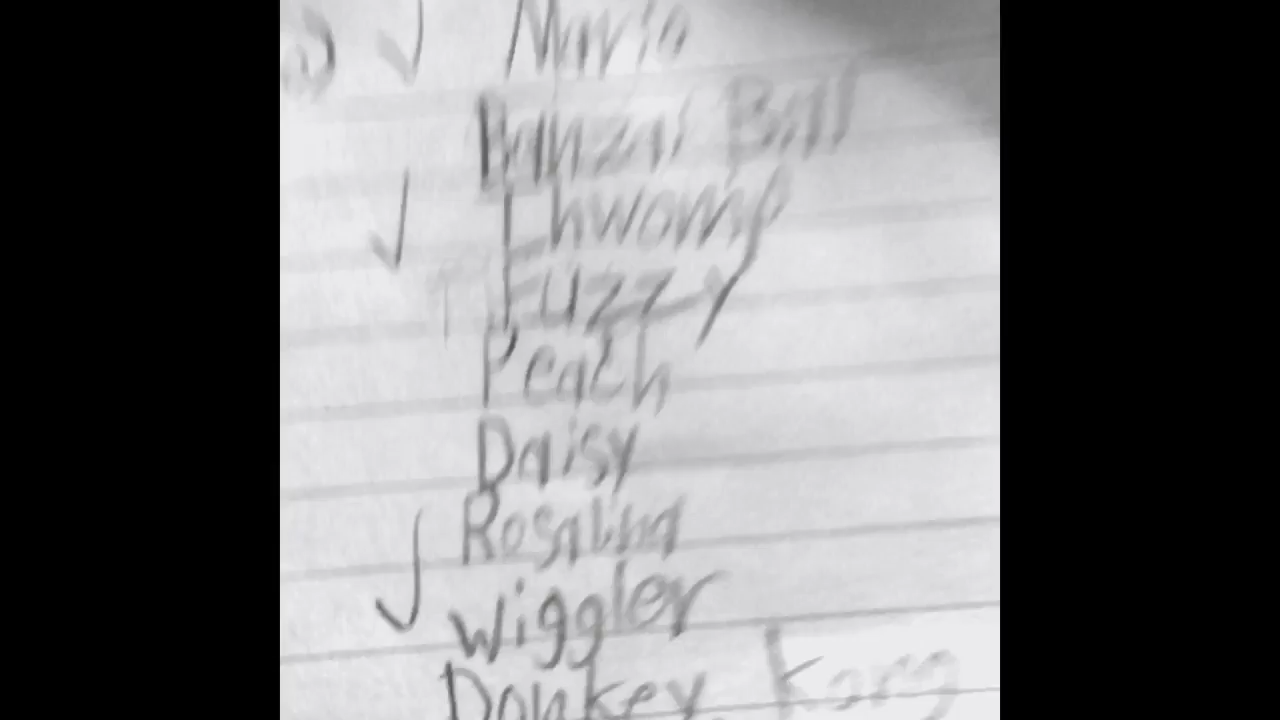 ✓ Mario
Banzai Bill
✓ Thwomp
Fuzzy
Peach
Daisy
Rosalina
✓ Wiggler
Donkey Kong